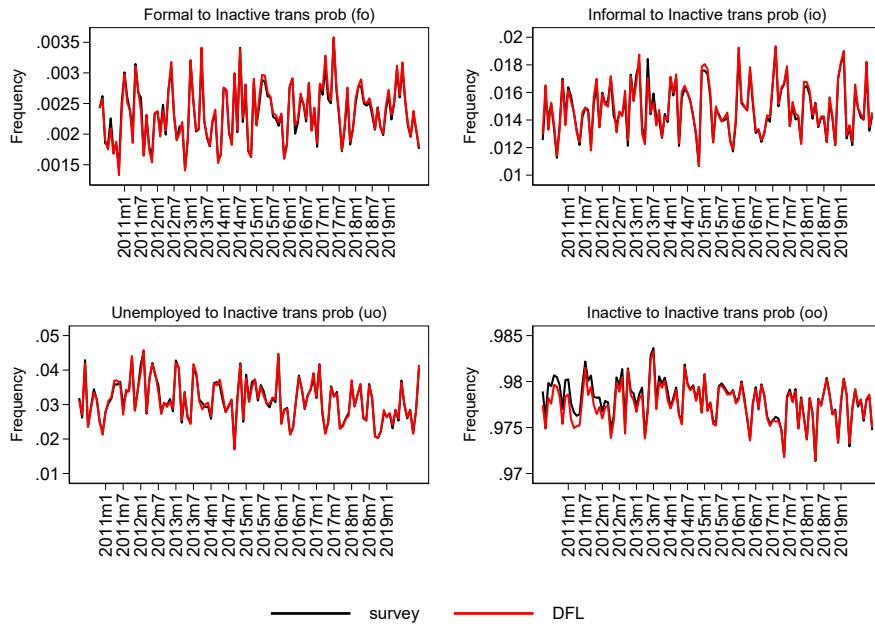 Formal to Inactive trans prob (fo)
Frequency
.0035
.003
.0025
.002
.0015
2011m1
2011m7
2012m1
2012m7
2013m1
2013m7
2014m1
2014m7
2015m1
2015m7
2016m1
2016m7
2017m1
2017m7
2018m1
2018m7
2019m1
Informal to Inactive trans prob (io)
Frequency
.02
.018
.016
.014
.012
.01
2011m1
2011m7
2012m1
2012m7
2013m1
2013m7
2014m1
2014m7
2015m1
2015m7
2016m1
2016m7
2017m1
2017m7
2018m1
2018m7
2019m1
Unemployed to Inactive trans prob (uo)
Frequency
.05
.04
.03
.02
.01
2011m1
2011m7
2012m1
2012m7
2013m1
2013m7
2014m1
2014m7
2015m1
2015m7
2016m1
2016m7
2017m1
2017m7
2018m1
2018m7
2019m1
Inactive to Inactive trans prob (oo)
Frequency
.985
.98
.975
.97
2011m1
2011m7
2012m1
2012m7
2013m1
2013m7
2014m1
2014m7
2015m1
2015m7
2016m1
2016m7
2017m1
2017m7
2018m1
2018m7
2019m1
survey
DFL